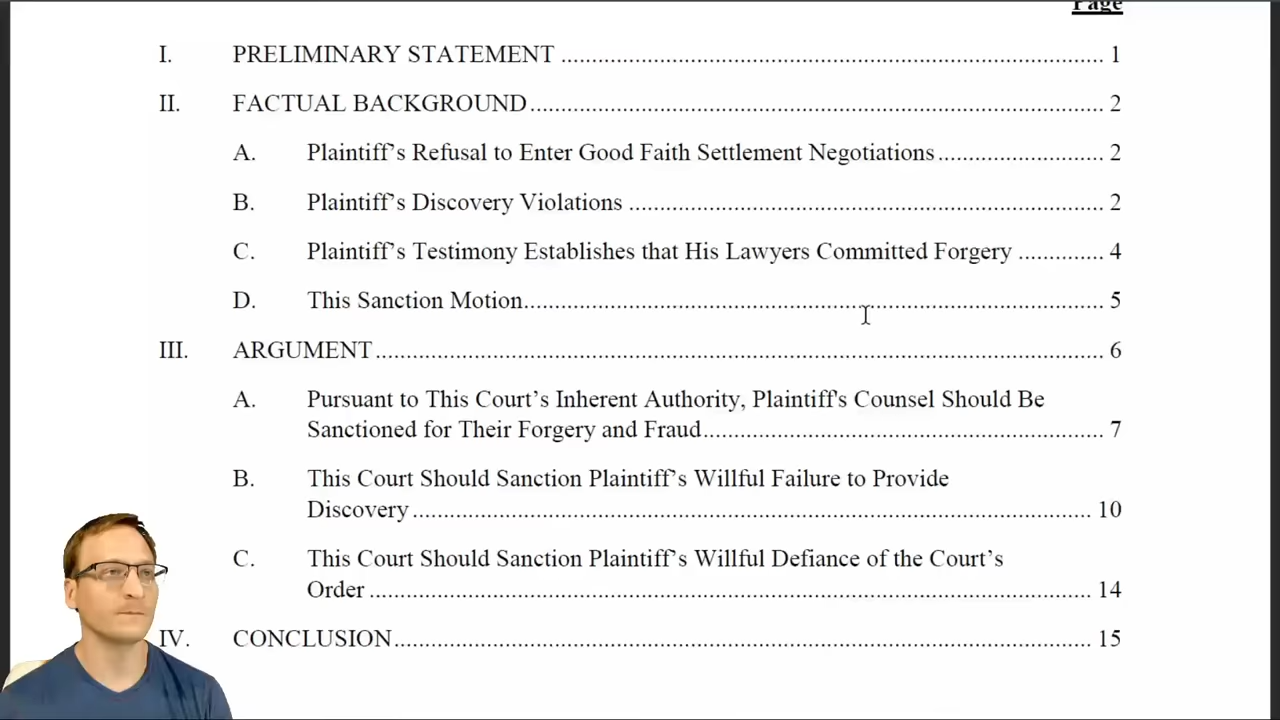 Page
I. PRELIMINARY STATEMENT ........................................................................................ 1
II. FACTUAL BACKGROUND ............................................................................................ 2
A. Plaintiff’s Refusal to Enter Good Faith Settlement Negotiations ........................... 2
B. Plaintiff’s Discovery Violations .............................................................................. 2
C. Plaintiff’s Testimony Establishes that His Lawyers Committed Forgery .............. 4
D. This Sanction Motion............................................................................................... 5
III. ARGUMENT ..................................................................................................................... 6
A. Pursuant to This Court’s Inherent Authority, Plaintiff's Counsel Should Be
Sanctioned for Their Forgery and Fraud.................................................................. 7
B. This Court Should Sanction Plaintiff’s Willful Failure to Provide
Discovery ............................................................................................................... 10
C. This Court Should Sanction Plaintiff’s Willful Defiance of the Court’s
Order ...................................................................................................................... 14
IV. CONCLUSION ................................................................................................................ 15